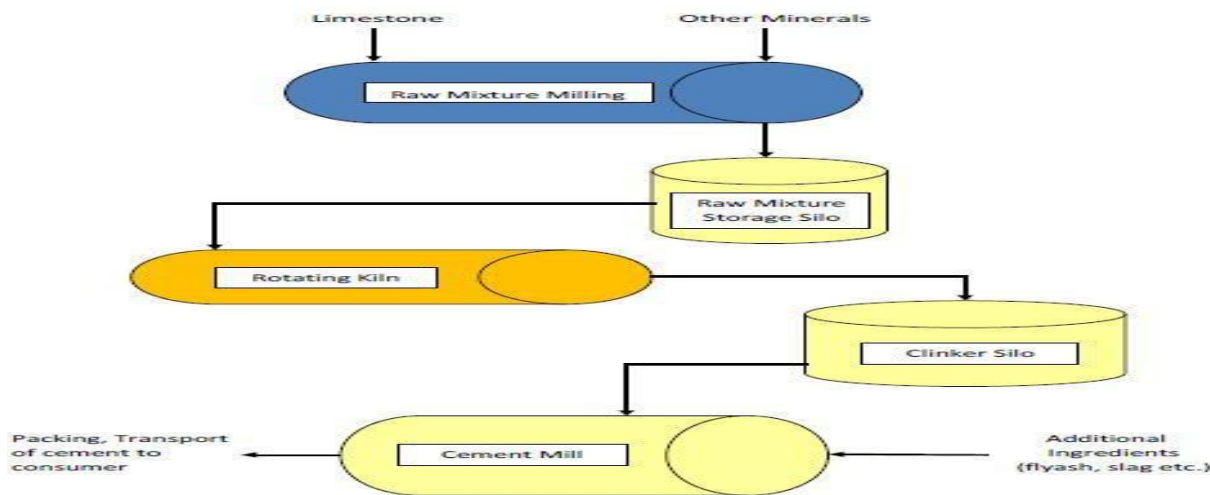 Limestone
Other Minerals
Raw Mixture Milling
Raw Mixture
Storage Silo
Rotating Kiln
Clinker Silo
Packing, Transport
of cement to
consumer
Cement Mill
Additional
Ingredients
(flyash, slag etc.)